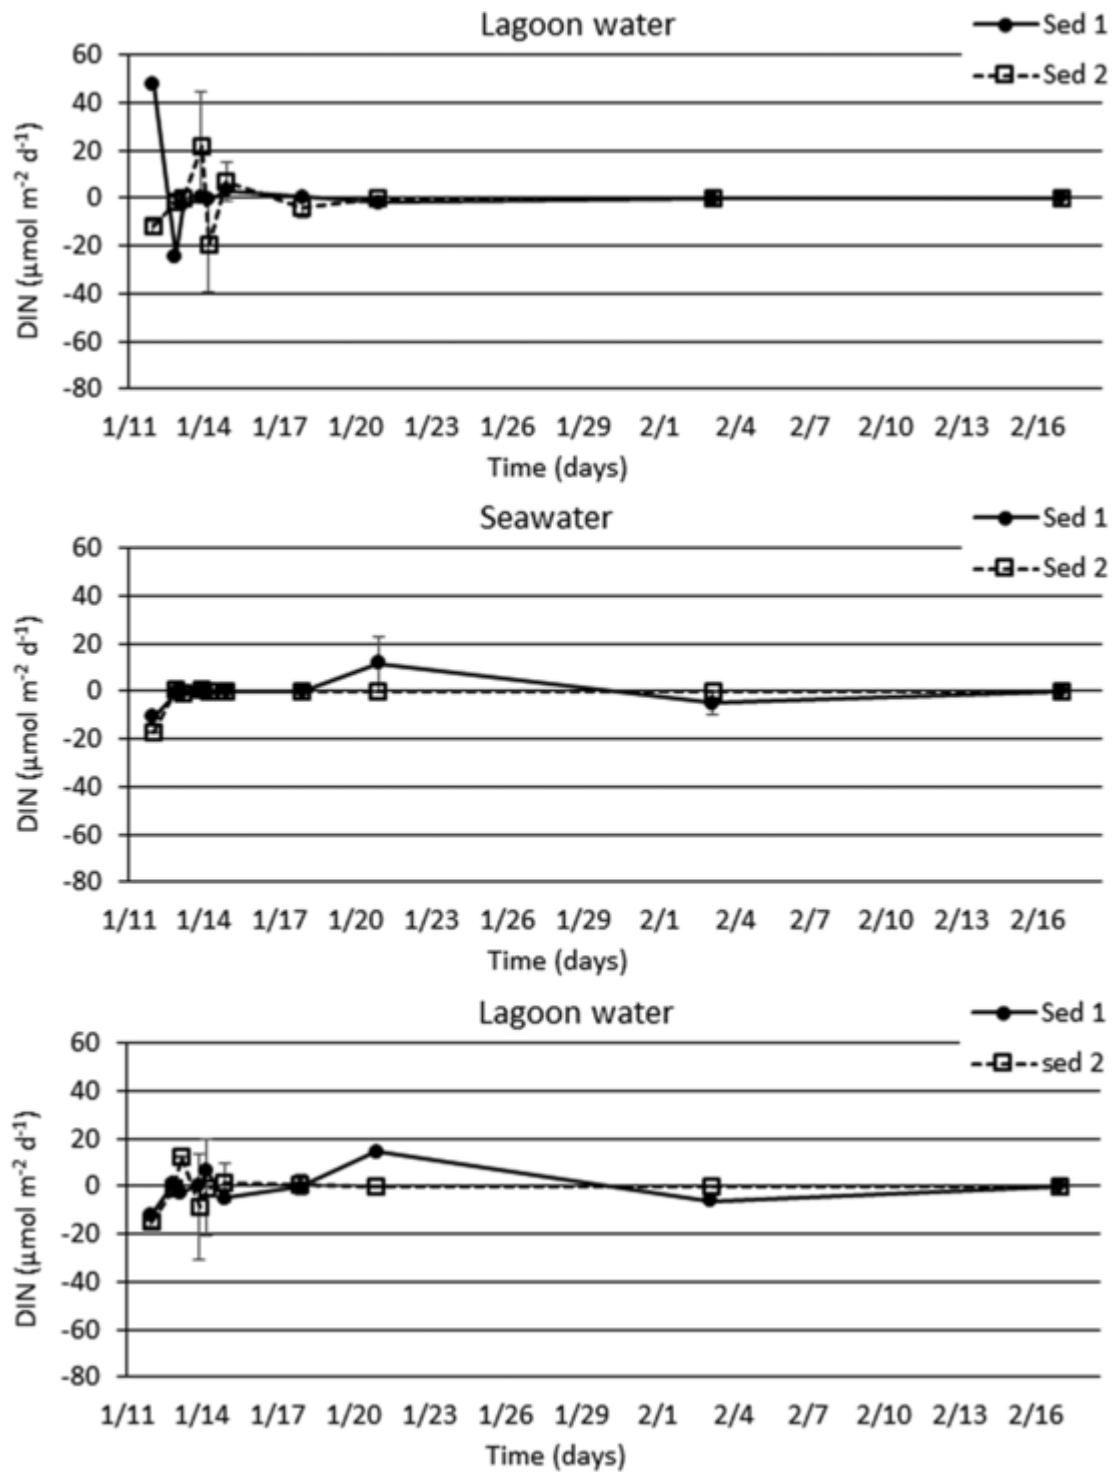 Lagoon water
Sed 1
Sed 2
60
40
20
0
-20
-40
-60
-80
DIN (µmol m-2 d-1)
1/11 1/14 1/17 1/20 1/23 1/26 1/29 2/1 2/4 2/7 2/10 2/13 2/16
Time (days)
Seawater
Sed 1
Sed 2
60
40
20
0
-20
-40
-60
-80
DIN (µmol m-2 d-1)
1/11 1/14 1/17 1/20 1/23 1/26 1/29 2/1 2/4 2/7 2/10 2/13 2/16
Time (days)
Lagoon water
Sed 1
sed 2
60
40
20
0
-20
-40
-60
-80
DIN (µmol m-2 d-1)
1/11 1/14 1/17 1/20 1/23 1/26 1/29 2/1 2/4 2/7 2/10 2/13 2/16
Time (days)